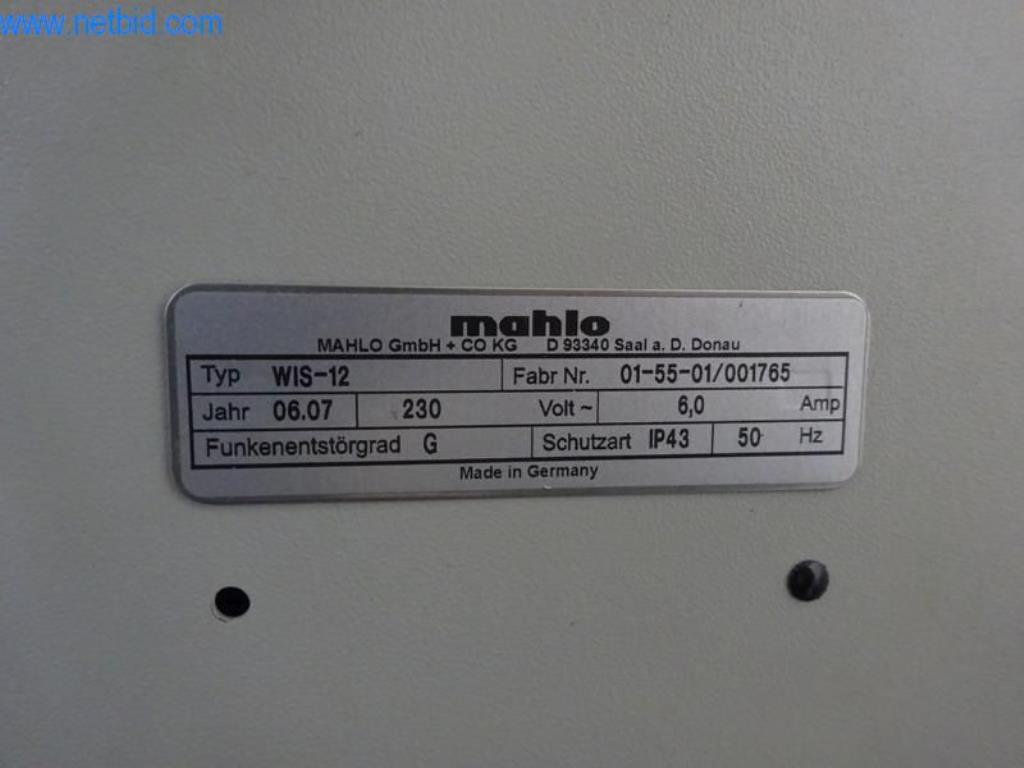 www.netbid.com
mahlo
MAHLO GmbH + CO KG D 93340 Saal a. D. Donau
Typ WIS-12 Fabr Nr. 01-55-01/001765
Jahr 06.07 230 Volt ~ 6,0 Amp
Funkenentstörgrad G Schutzart IP43 50 Hz
Made in Germany